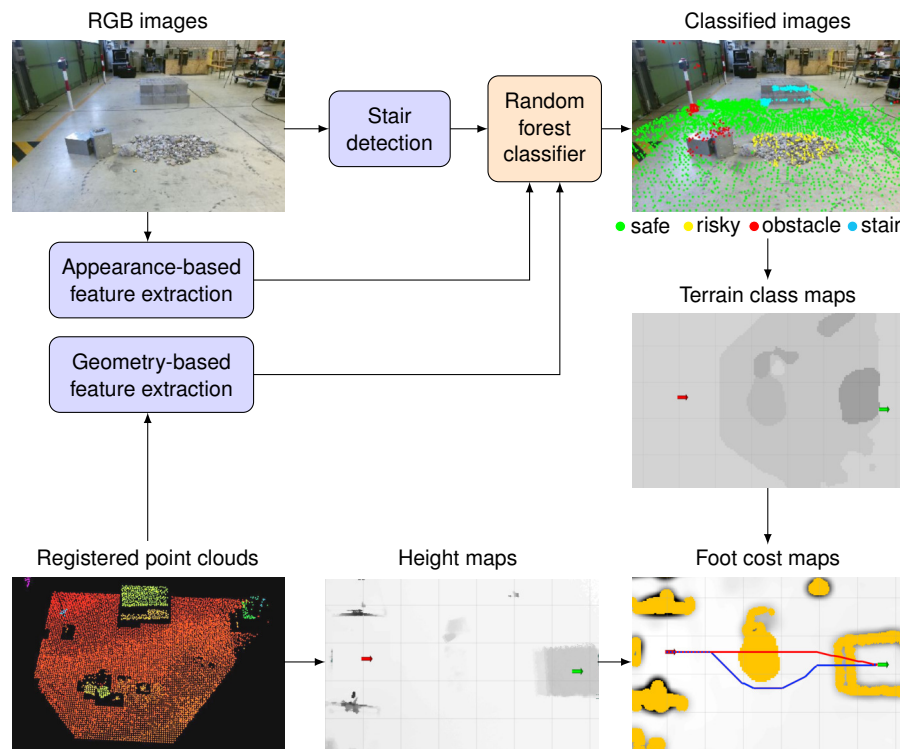 RGB images
Classified images
Stair
detection
Random
forest
classifier
safe risky obstacle stair
Appearance-based
feature extraction
Terrain class maps
Geometry-based
feature extraction
Registered point clouds
Height maps
Foot cost maps